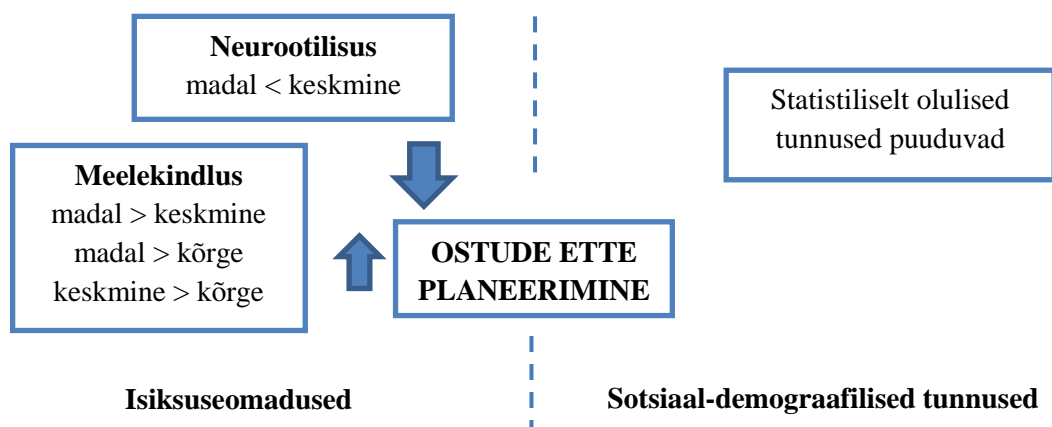 Neurootilisus
madal < keskmine
Statistiliselt olulised
tunnused puuduvad
Meelekindlus
madal > keskmine
madal > kõrge
keskmine > kõrge
OSTUDE ETTE
PLANEERIMINE
Isiksuseomadused
Sotsiaal-demograafilised tunnused